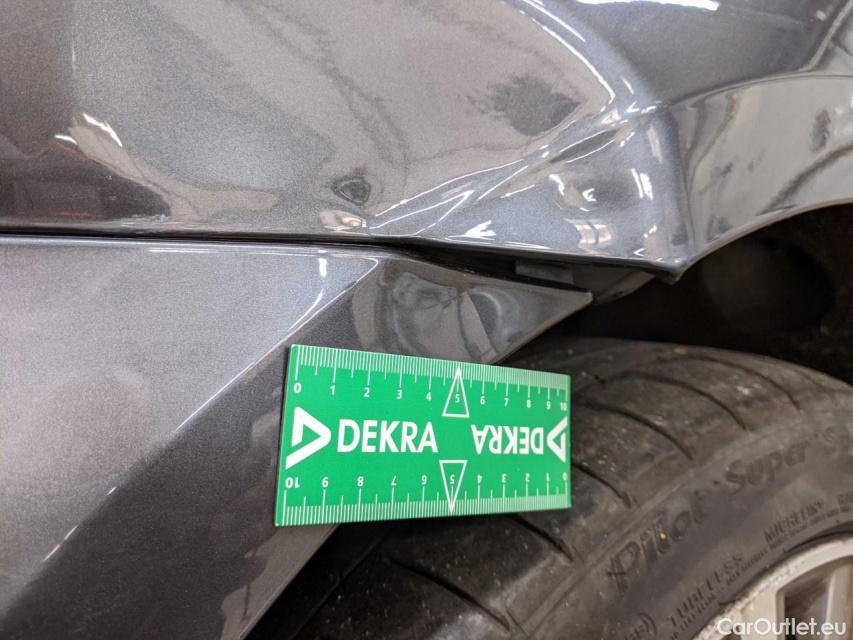 0 1 2 3 4 5 6 7 8 9 10
DEKRA DEKRA
10 9 8 7 6 5 4 3 2 1 0
Pilot Super S
TUBELESS MICHELIN
CarOutlet.eu